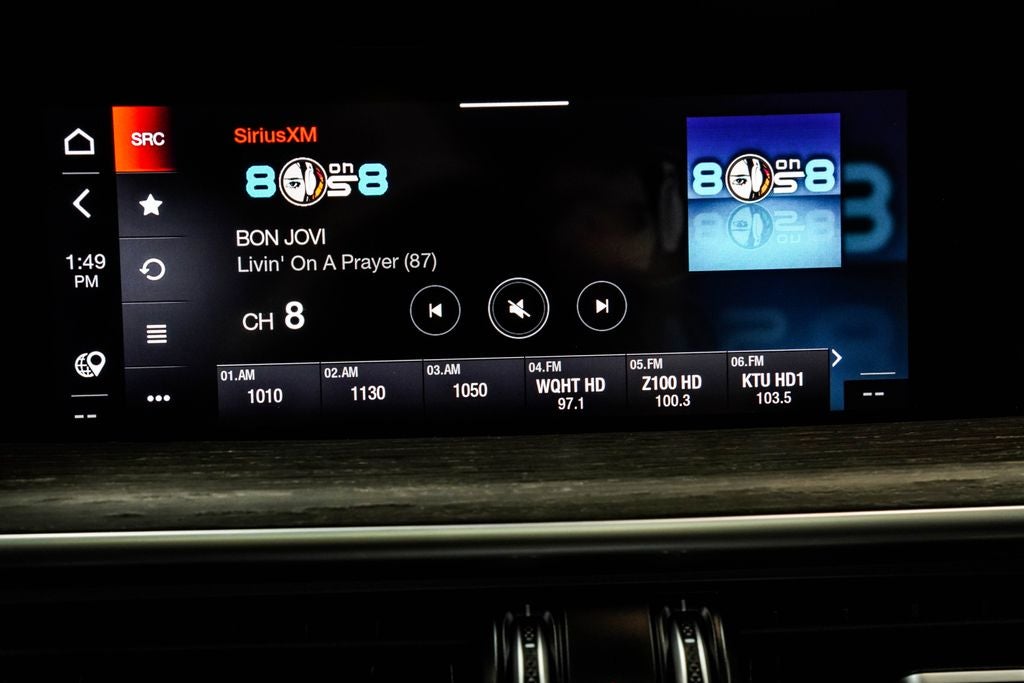 SRC
1:49
PM
--
SiriusXM
80s on 8
BON JOVI
Livin' On A Prayer (87)
CH 8
80s on 8
01.AM
1010
02.AM
1130
03.AM
1050
04.FM
WQHT HD
97.1
05.FM
Z100 HD
100.3
06.FM
KTU HD1
103.5
--